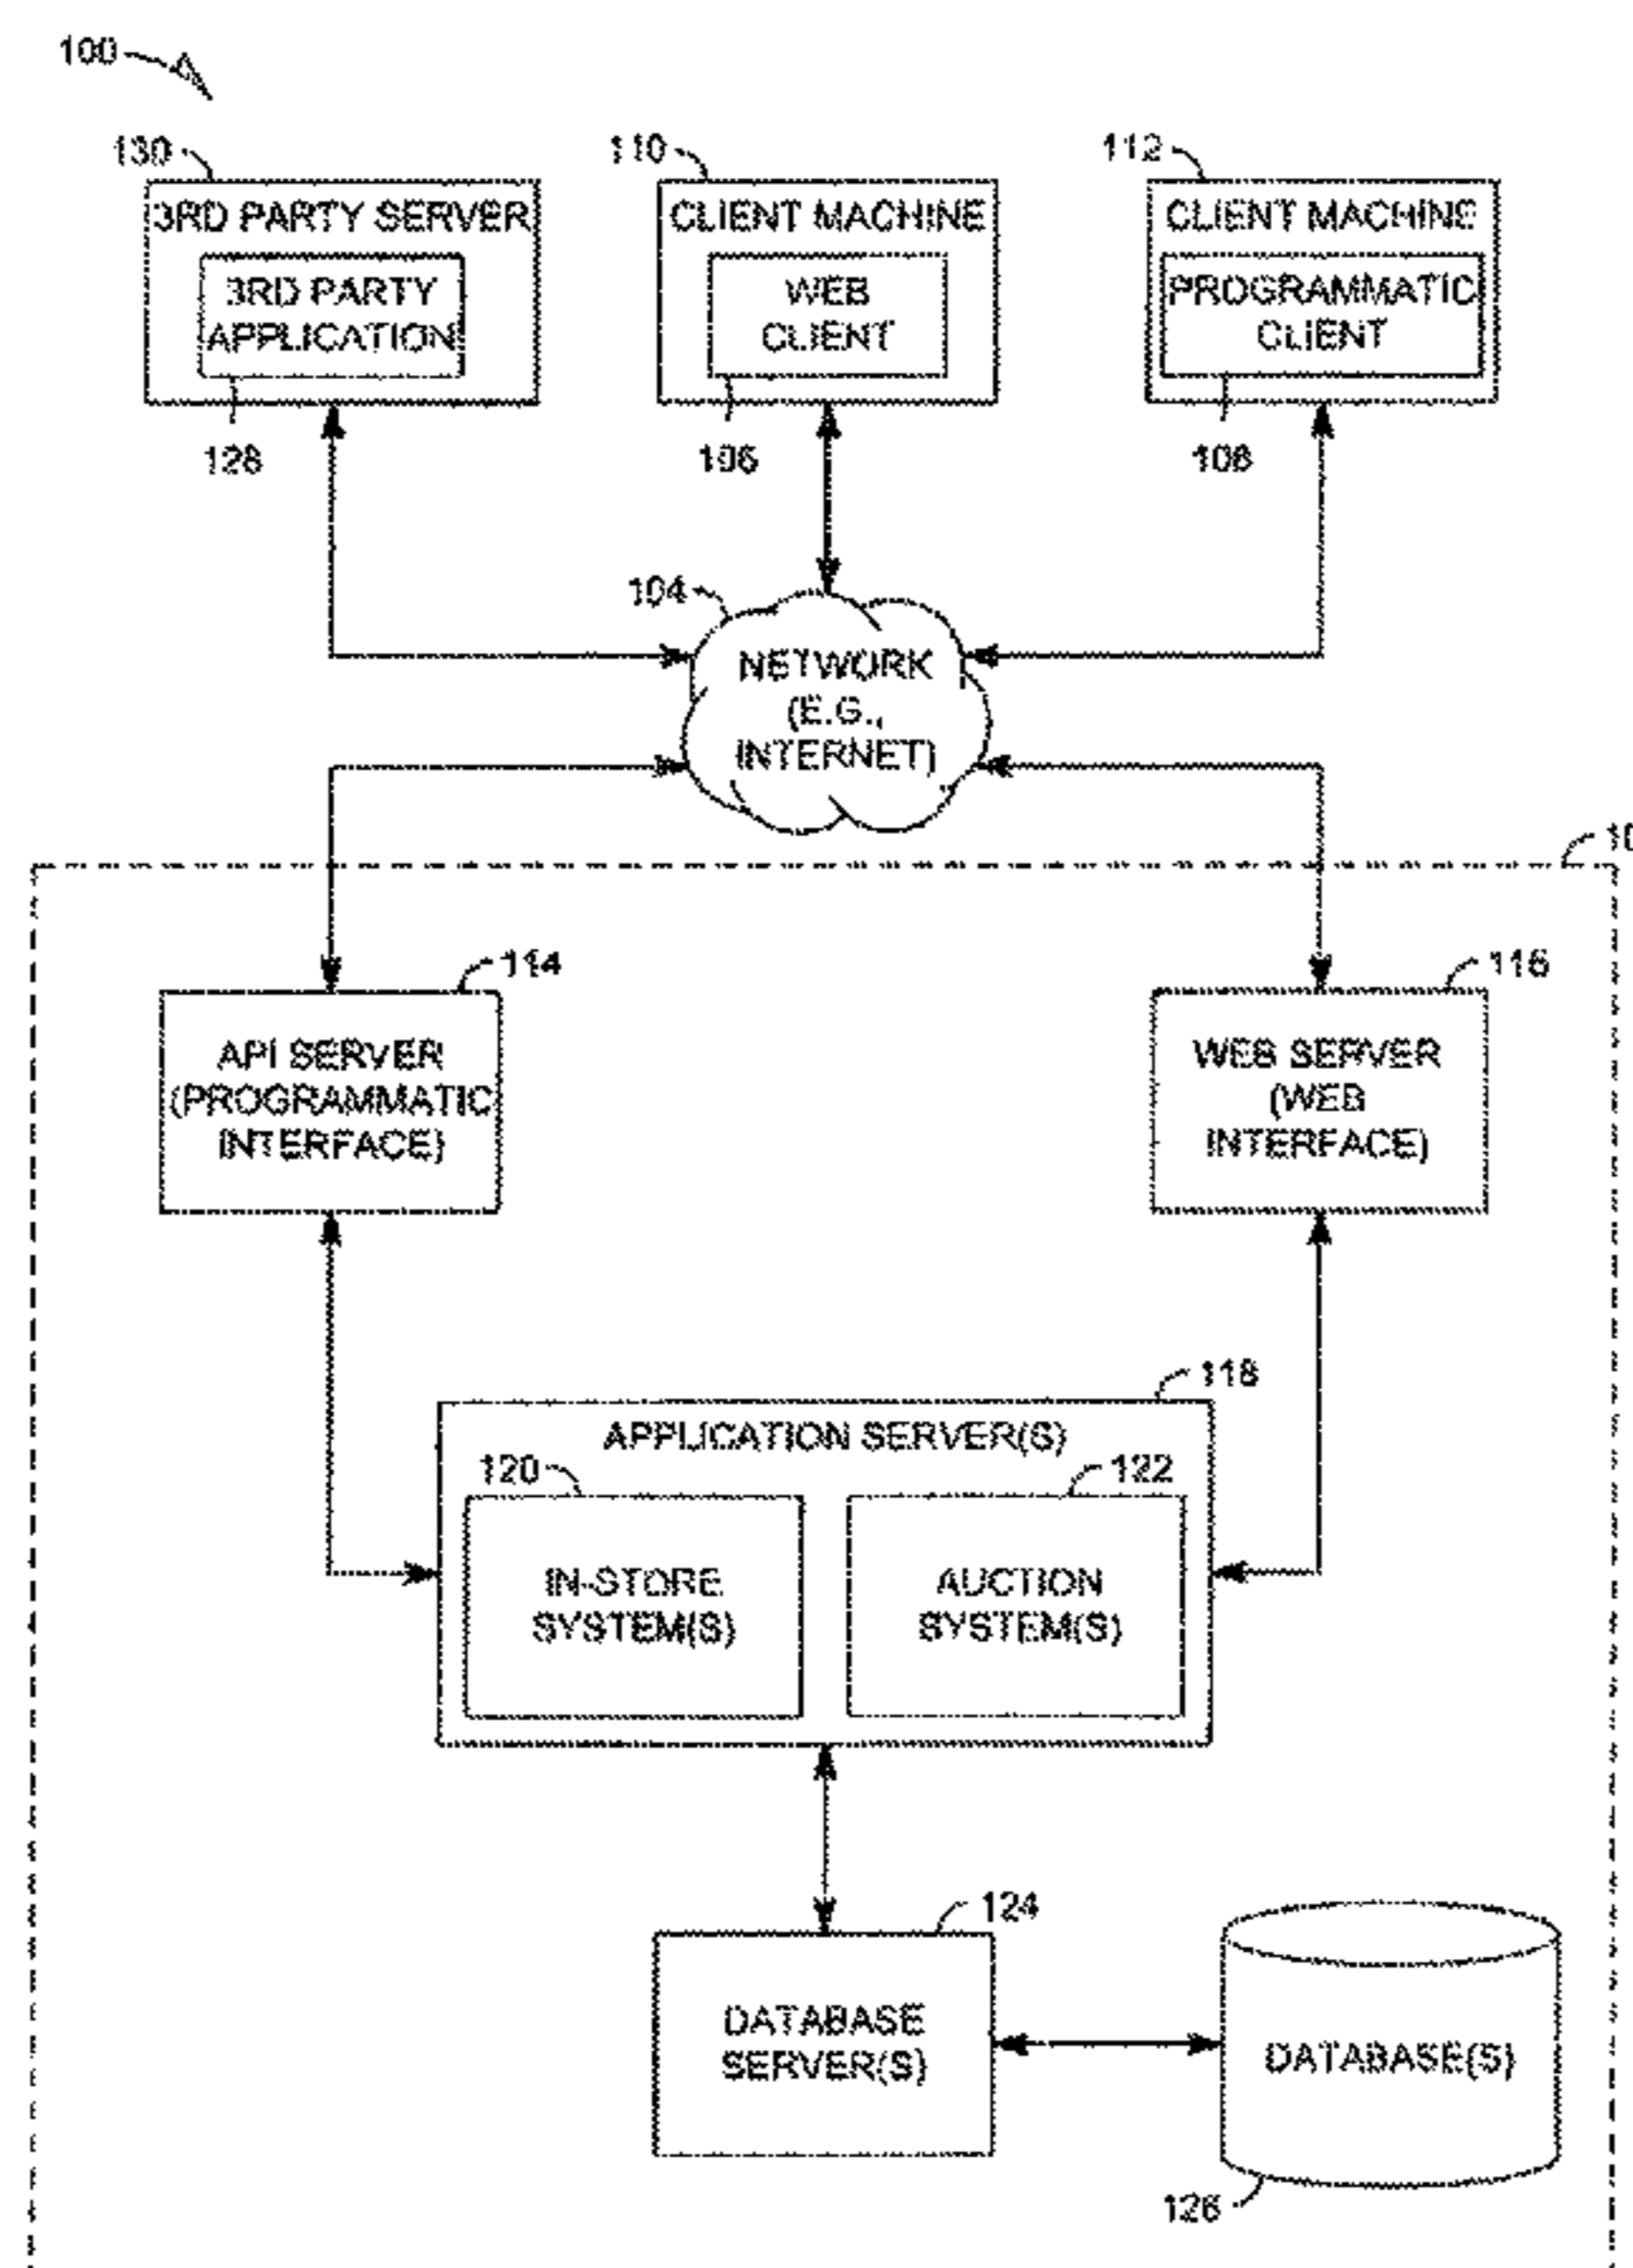 100
130
110
112
3RD PARTY SERVER
CLIENT MACHINE
CLIENT MACHINE
3RD PARTY
APPLICATION
WEB
CLIENT
PROGRAMMATIC
CLIENT
128
106
108
104
NETWORK
(E.G.,
INTERNET)
114
116
API SERVER
(PROGRAMMATIC
INTERFACE)
WEB SERVER
(WEB
INTERFACE)
118
APPLICATION SERVER(S)
120
122
IN-STORE
SYSTEM(S)
AUCTION
SYSTEM(S)
124
DATABASE
SERVER(S)
DATABASE(S)
126